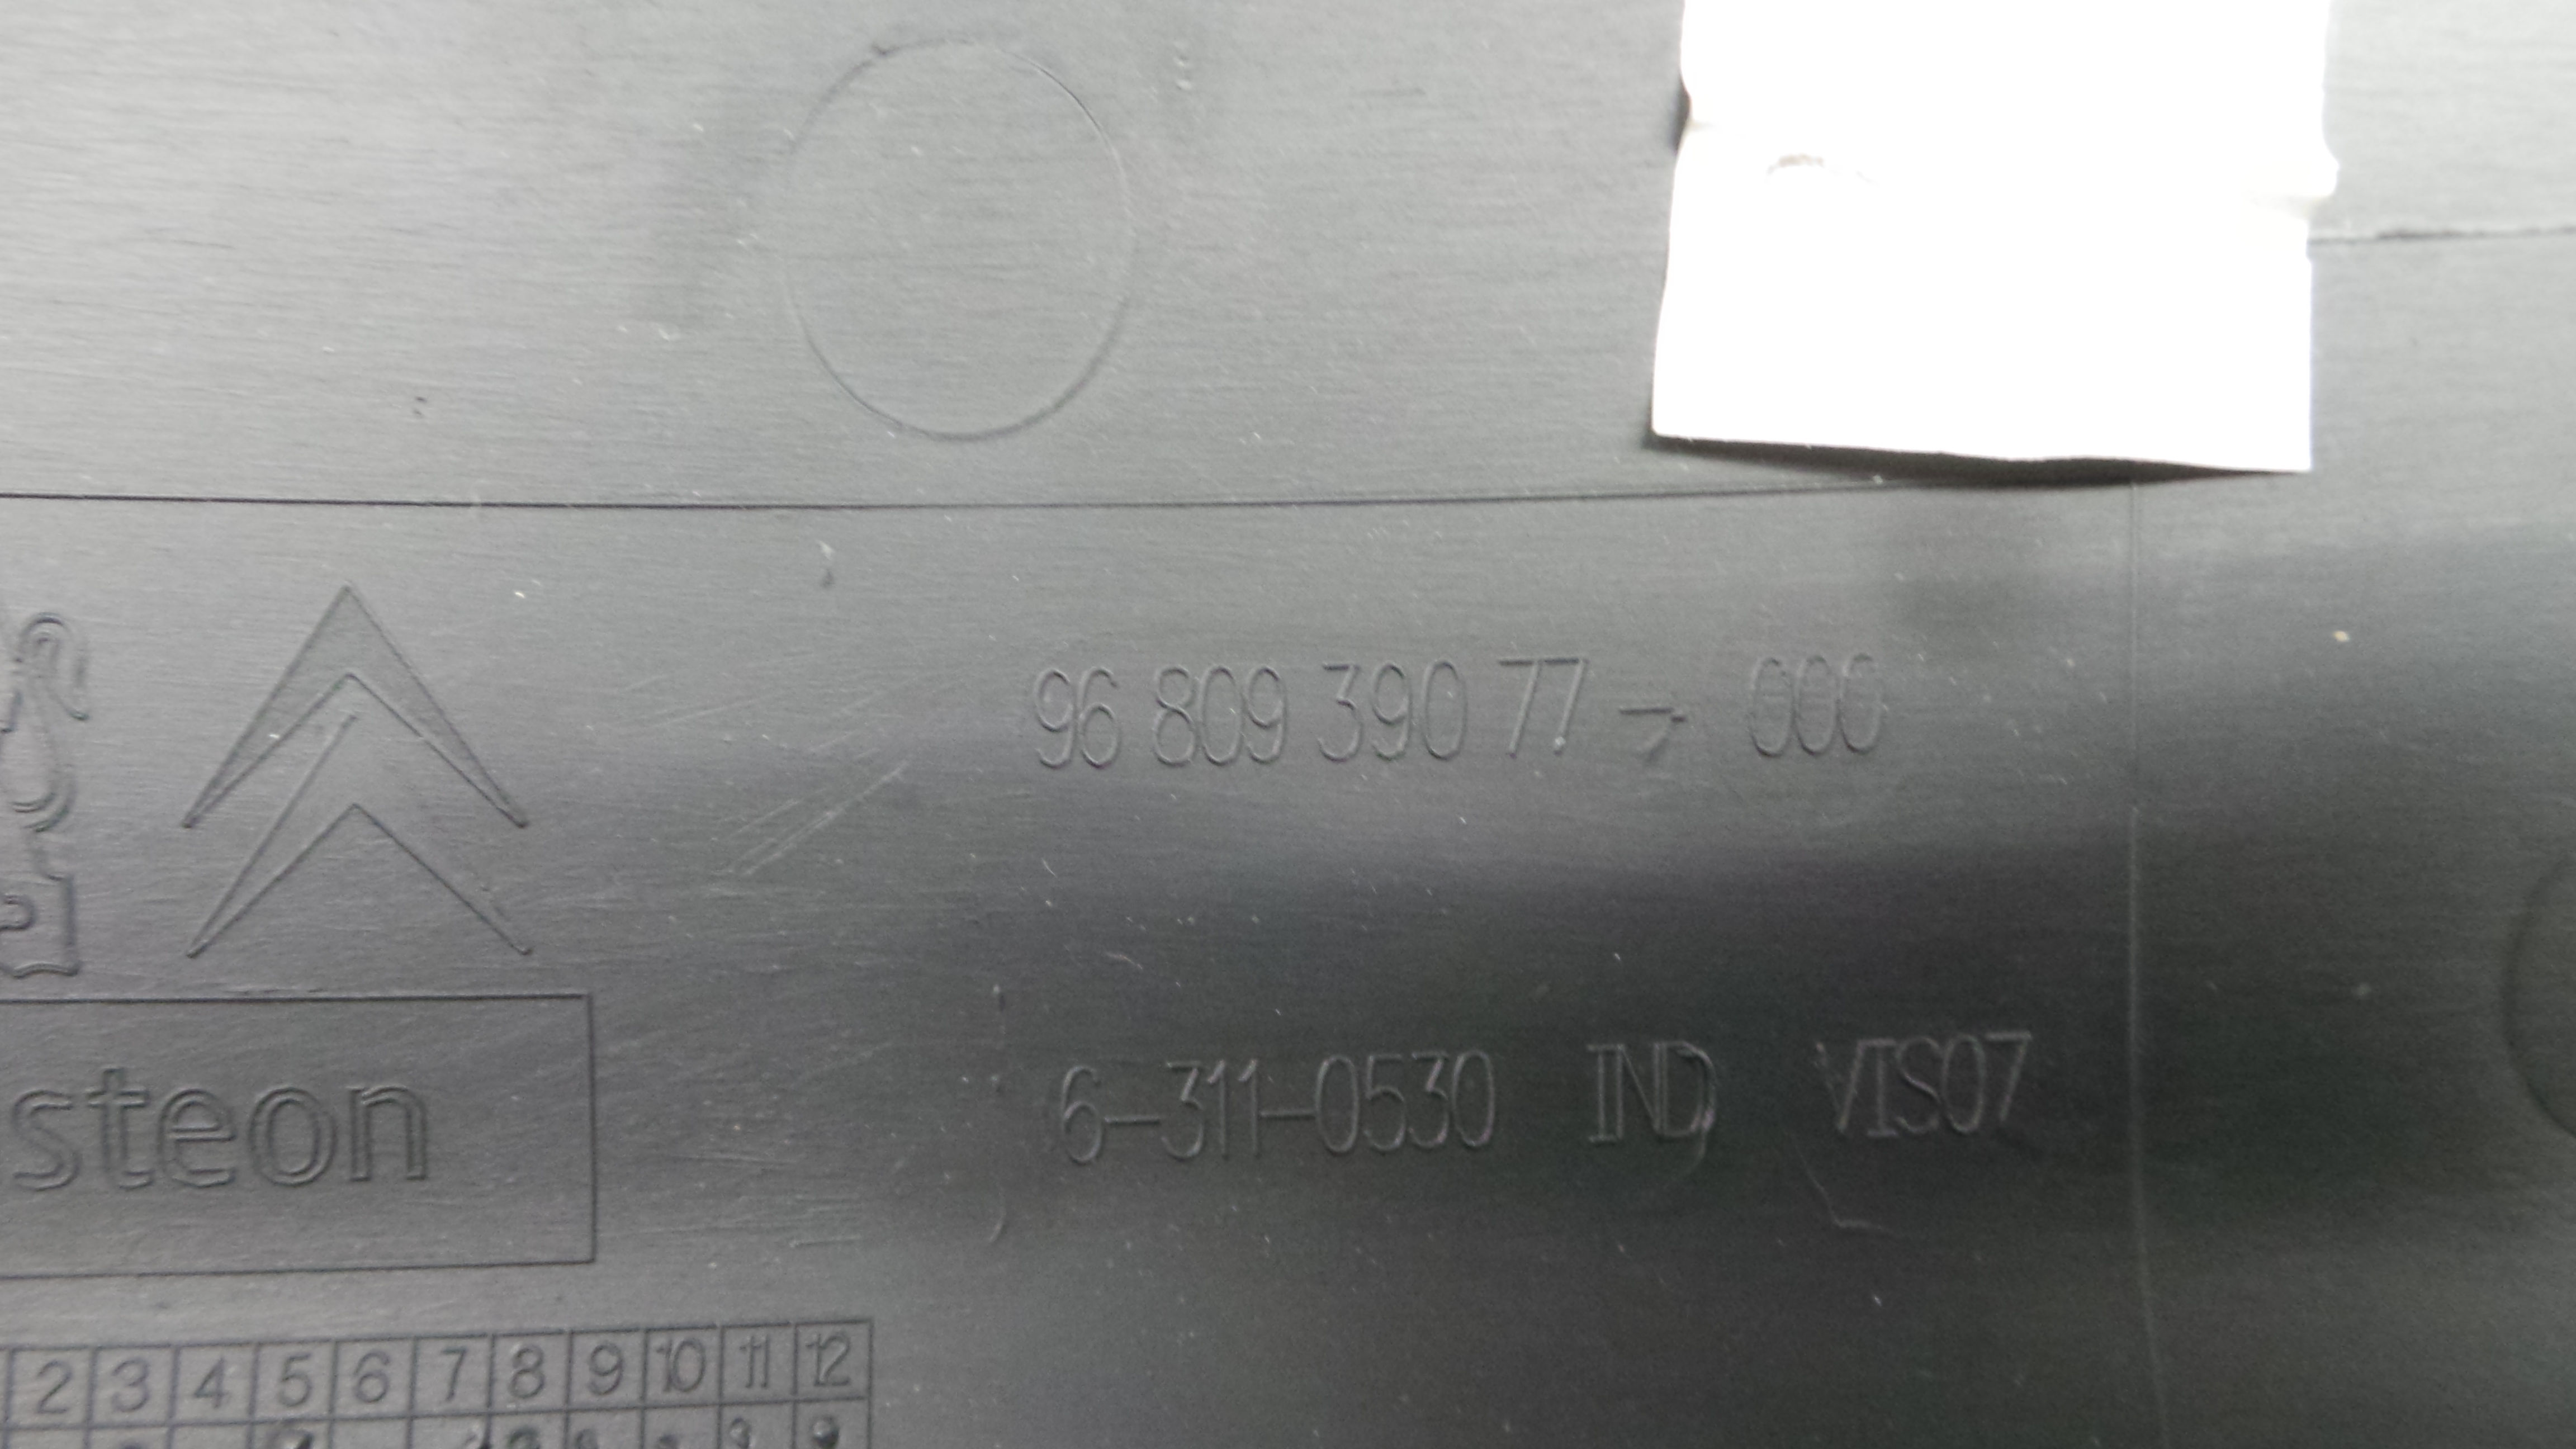 96 809 390 77 → 000
6-311-0530 IND VIS07
steon
2 3 4 5 6 7 8 9 10 11 12